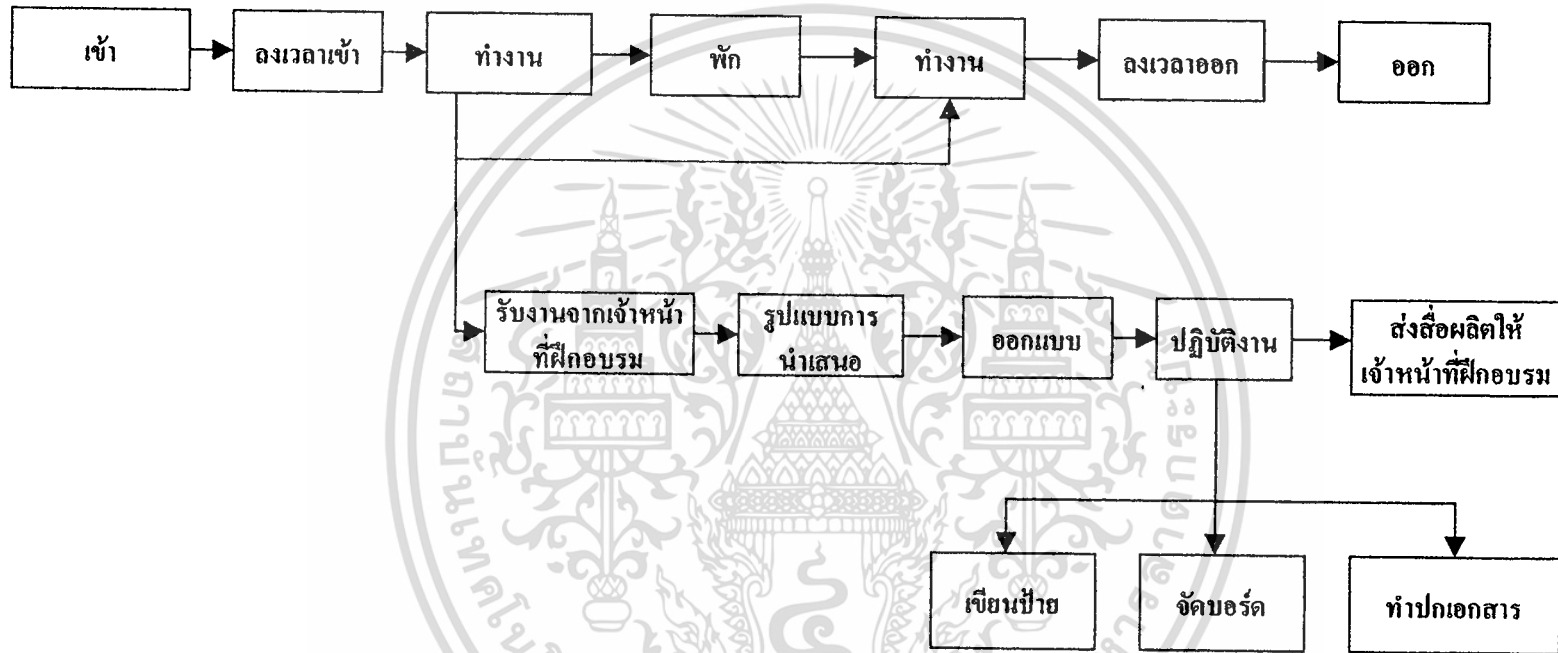 เข้า
ลงเวลาเข้า
ทำงาน
พัก
ทำงาน
ลงเวลาออก
ออก
รับงานจากเจ้าหน้า
ที่ฝึกอบรม
รูปแบบการ
นำเสนอ
ออกแบบ
ปฏิบัติงาน
ส่งสื่อผลิตให้
เจ้าหน้าที่ฝึกอบรม
เขียนป้าย
จัดบอร์ด
ทำปกเอกสาร